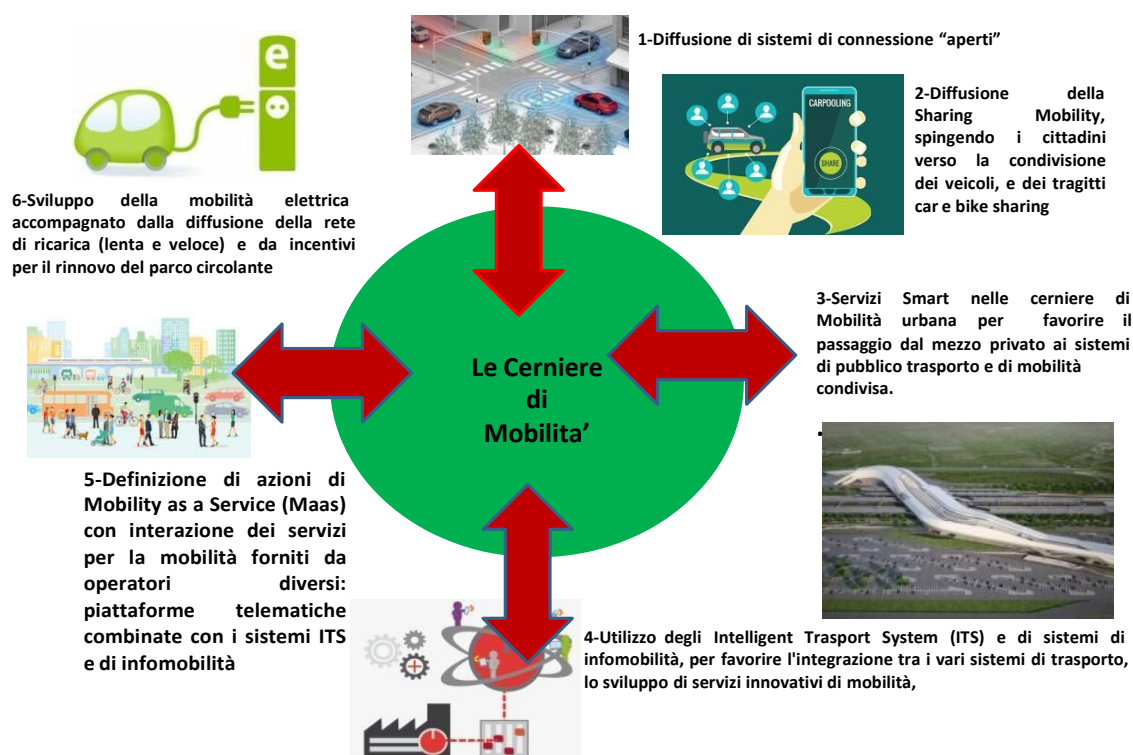 1-Diffusione di sistemi di connessione “aperti”
CARPOOLING
SHARE
2-Diffusione della
Sharing Mobility,
spingendo i cittadini
verso la condivisione
dei veicoli, e dei tragitti
car e bike sharing
e
6-Sviluppo della mobilità elettrica
accompagnato dalla diffusione della rete
di ricarica (lenta e veloce) e da incentivi
per il rinnovo del parco circolante
3-Servizi Smart nelle cerniere di
Mobilità urbana per favorire il
passaggio dal mezzo privato ai sistemi
di pubblico trasporto e di mobilità
condivisa.
•
Le Cerniere
di
Mobilita’
5-Definizione di azioni di
Mobility as a Service (Maas)
con interazione dei servizi
per la mobilità forniti da
operatori diversi:
piattaforme telematiche
combinate con i sistemi ITS
e di infomobilità
4-Utilizzo degli Intelligent Trasport System (ITS) e di sistemi di
infomobilità, per favorire l'integrazione tra i vari sistemi di trasporto,
lo sviluppo di servizi innovativi di mobilità,